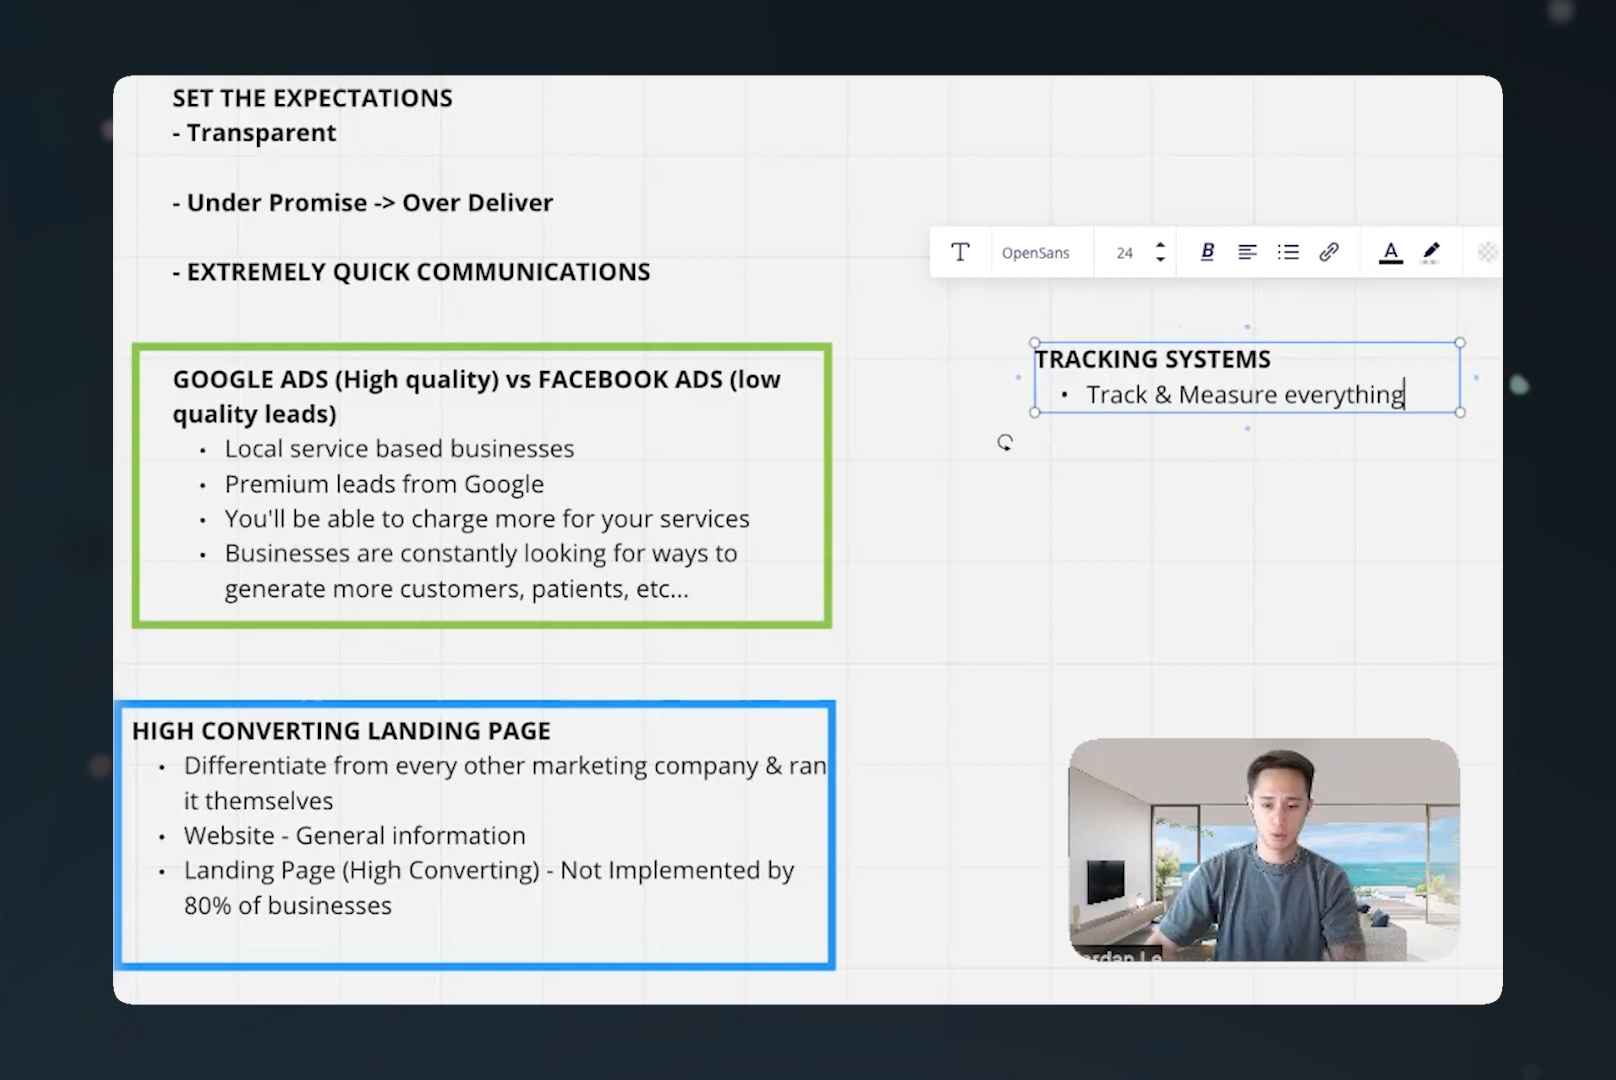 SET THE EXPECTATIONS
- Transparent
- Under Promise -> Over Deliver
- EXTREMELY QUICK COMMUNICATIONS
GOOGLE ADS (High quality) vs FACEBOOK ADS (low
quality leads)
• Local service based businesses
• Premium leads from Google
• You'll be able to charge more for your services
• Businesses are constantly looking for ways to
generate more customers, patients, etc...
HIGH CONVERTING LANDING PAGE
• Differentiate from every other marketing company & ran
it themselves
• Website - General information
• Landing Page (High Converting) - Not Implemented by
80% of businesses
T OpenSans 24 B A
TRACKING SYSTEMS
• Track & Measure everything